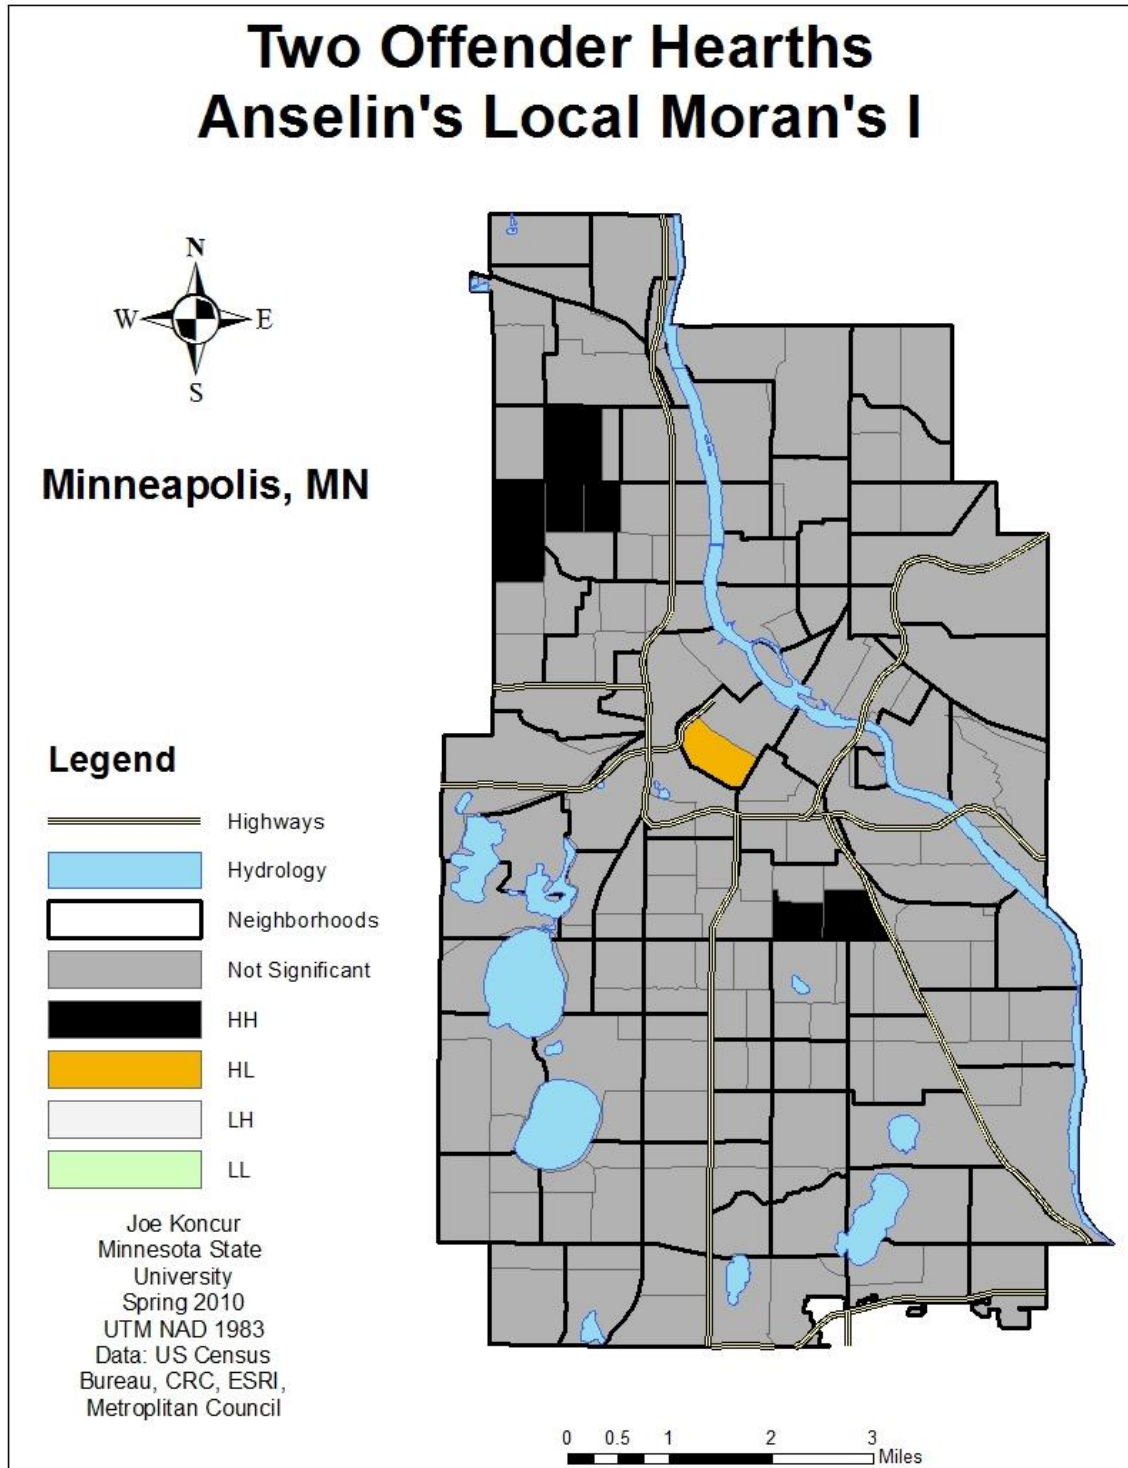 Two Offender Hearths
Anselin's Local Moran's I
N
W E
S
Minneapolis, MN
Legend
Highways
Hydrology
Neighborhoods
Not Significant
HH
HL
LH
LL
Joe Koncur
Minnesota State
University
Spring 2010
UTM NAD 1983
Data: US Census
Bureau, CRC, ESRI,
Metroplitan Council
0 0.5 1 2 3
Miles